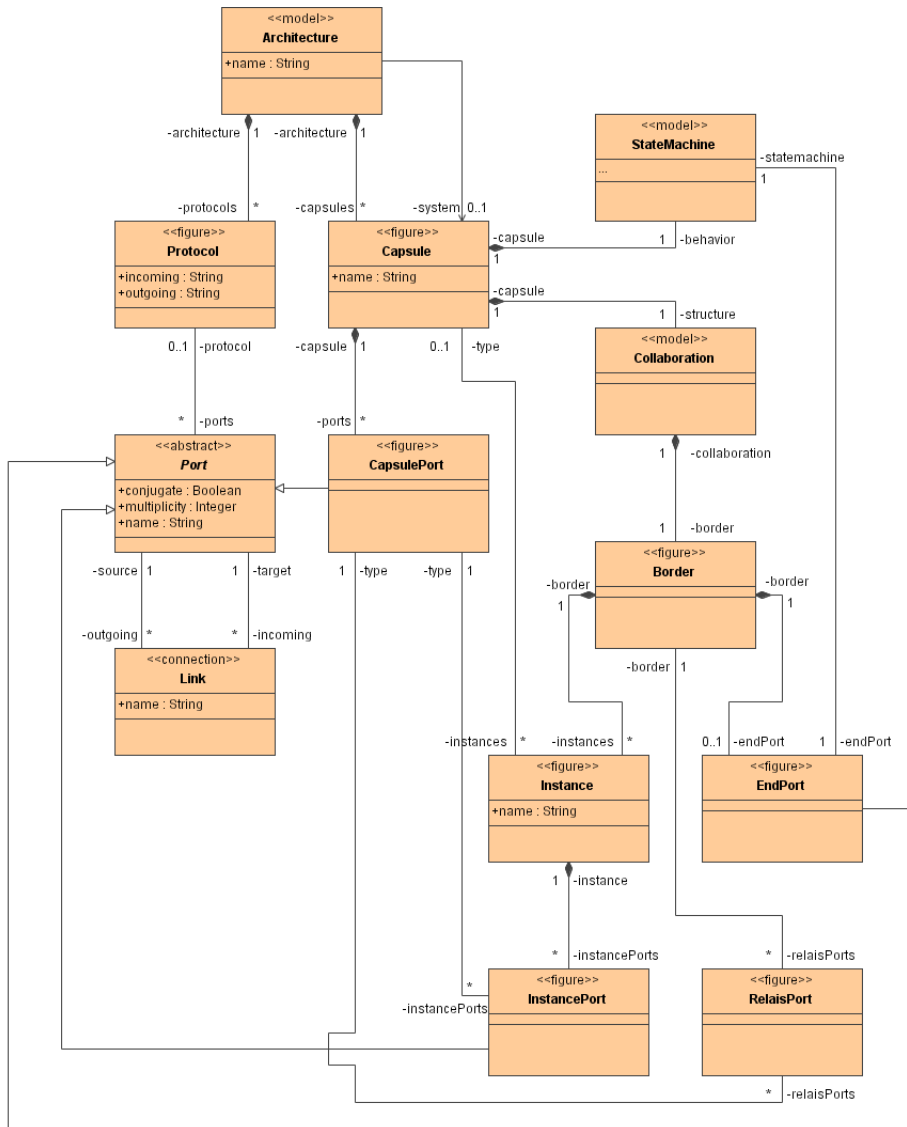 <<model>>
Architecture
+name : String
-architecture 1
-architecture 1
<<model>>
StateMachine
...
-statemachine
1
-protocols *
-capsules *
-system 0..1
<<figure>>
Protocol
+incoming : String
+outgoing : String
<<figure>>
Capsule
+name : String
-capsule
1
1 -behavior
-capsule
1
1 -structure
<<model>>
Collaboration
0..1 -protocol
-capsule 1
0..1 -type
* -ports
-ports *
1 -collaboration
<<abstract>>
Port
+conjugate : Boolean
+multiplicity : Integer
+name : String
<<figure>>
CapsulePort
1 -border
<<figure>>
Border
-source 1
1 -target
1 -type
-type 1
-border
1
-border
1
-outgoing *
* -incoming
<<connection>>
Link
+name : String
-border 1
-instances *
-instances *
0..1 -endPort
1 -endPort
<<figure>>
Instance
+name : String
<<figure>>
EndPort
1 -instance
* -instancePorts
* -relaisPorts
*
-instancePorts
<<figure>>
InstancePort
<<figure>>
RelaisPort
* -relaisPorts